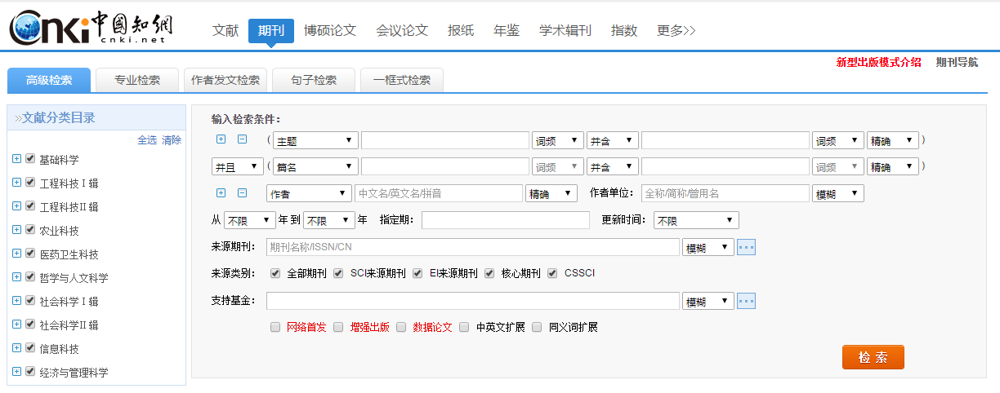 Cnki中國知網
cnki.net
文献 期刊 博硕论文 会议论文 报纸 年鉴 学术辑刊 指数 更多>>
新型出版模式介绍 期刊导航
高级检索 专业检索 作者发文检索 句子检索 一框式检索
»文献分类目录
全选 清除
基础科学
工程科技Ⅰ辑
工程科技II辑
农业科技
医药卫生科技
哲学与人文科学
社会科学Ⅰ辑
社会科学II辑
信息科技
经济与管理科学
输入检索条件：
( 主题 词频 并含 词频 精确 )
并且 ( 篇名 词频 并含 词频 精确 )
作者 中文名/英文名/拼音 精确 作者单位： 全称/简称/曾用名 模糊
从 不限 年 到 不限 年 指定期： 更新时间： 不限
来源期刊： 期刊名称/ISSN/CN 模糊 ...
来源类别： 全部期刊 SCI来源期刊 EI来源期刊 核心期刊 CSSCI
支持基金： 模糊 ...
网络首发 增强出版 数据论文 中英文扩展 同义词扩展
检 索